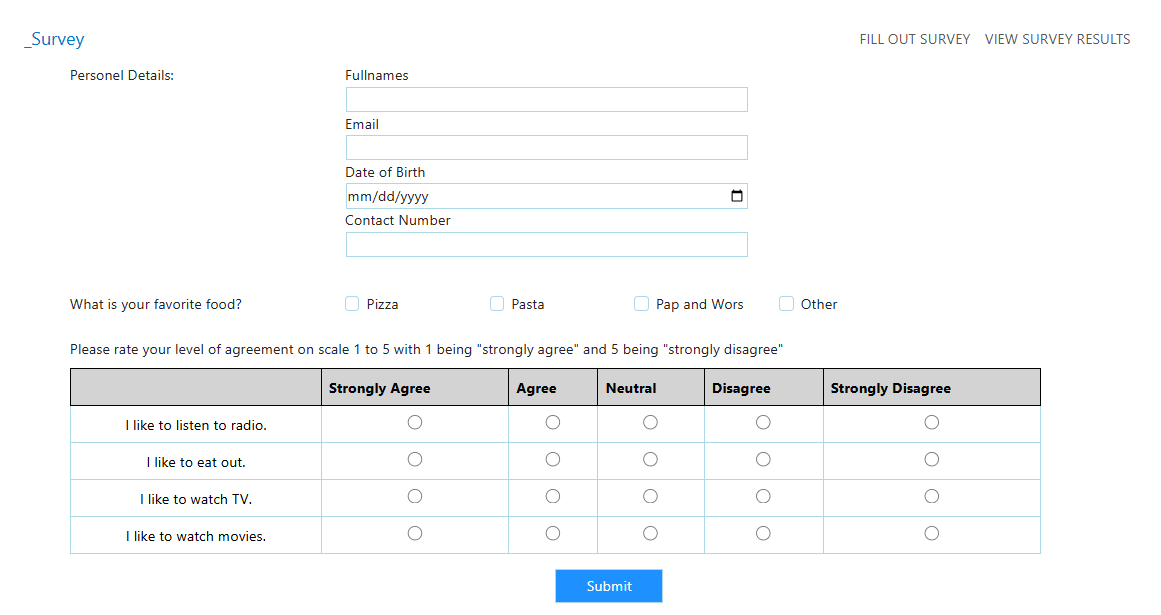 _Survey FILL OUT SURVEY VIEW SURVEY RESULTS
Personel Details: Fullnames
Email
Date of Birth
mm/dd/yyyy
Contact Number
What is your favorite food? Pizza Pasta Pap and Wors Other
Please rate your level of agreement on scale 1 to 5 with 1 being "strongly agree" and 5 being "strongly disagree"
Strongly Agree Agree Neutral Disagree Strongly Disagree
I like to listen to radio.
I like to eat out.
I like to watch TV.
I like to watch movies.
Submit